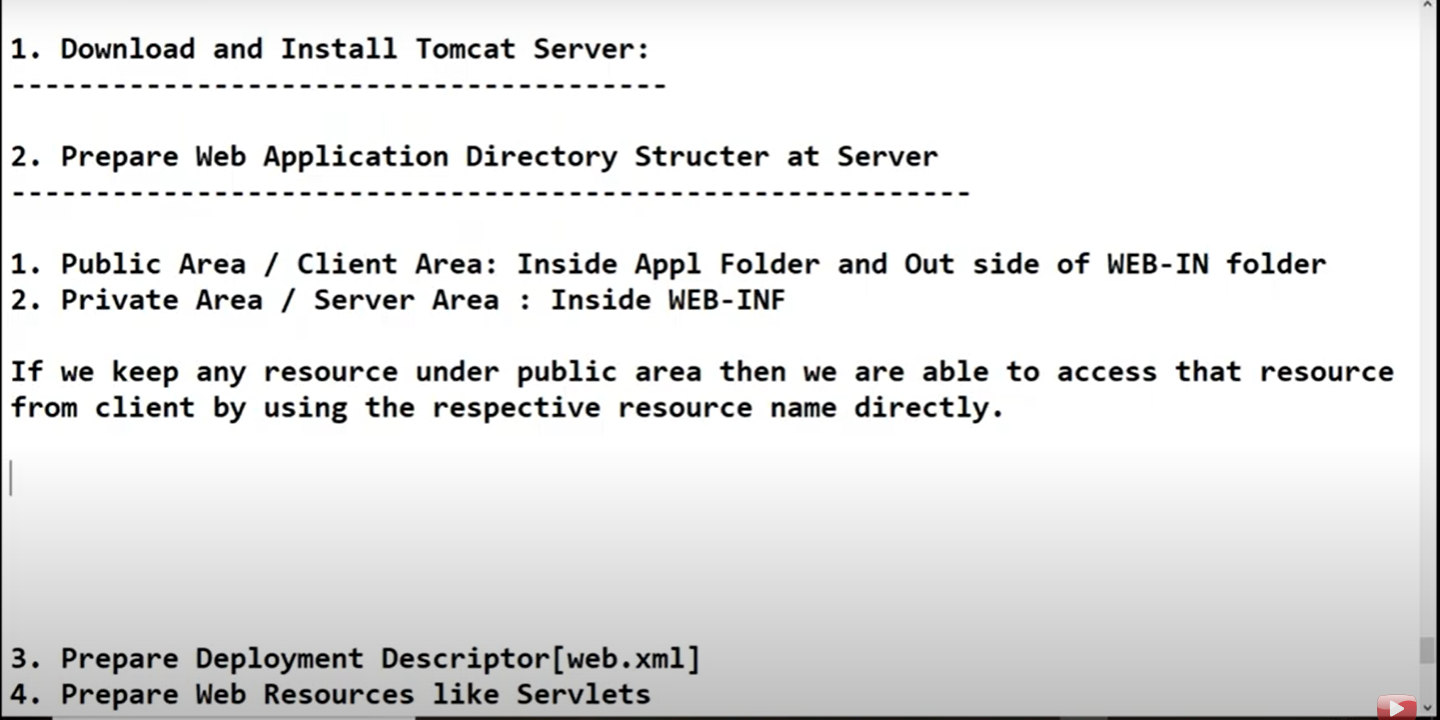 1. Download and Install Tomcat Server:
---------------------------------------
2. Prepare Web Application Directory Structer at Server
---------------------------------------------------------
1. Public Area / Client Area: Inside Appl Folder and Out side of WEB-IN folder
2. Private Area / Server Area : Inside WEB-INF
If we keep any resource under public area then we are able to access that resource
from client by using the respective resource name directly.
3. Prepare Deployment Descriptor[web.xml]
4. Prepare Web Resources like Servlets